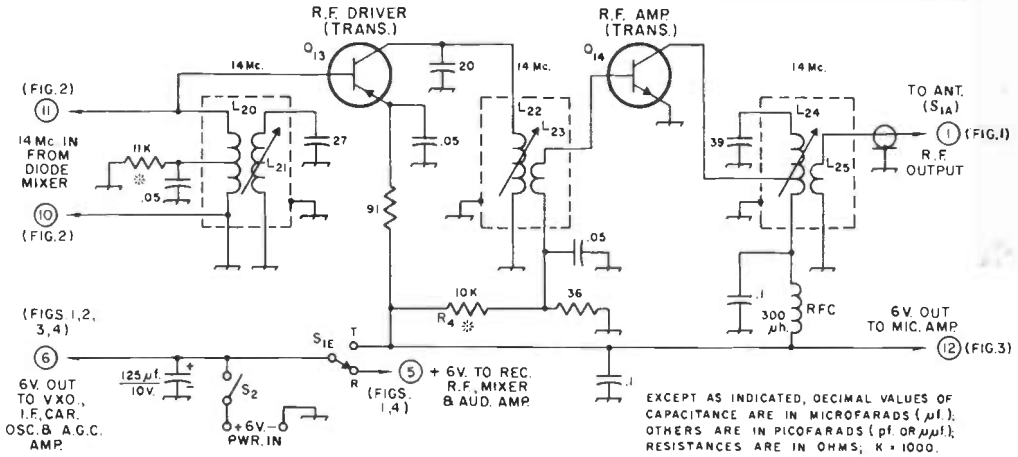 R.F. DRIVER
(TRANS.)
R.F. AMP.
(TRANS.)
Q13
Q14
14 Mc.
20
14 Mc.
14 Mc.
(FIG.2)
11
L20
L22
L24
TO ANT.
(S1A)
27
.05
L23
39
1
(FIG.1)
14 Mc. IN
FROM
DIODE
MIXER
11K
L21
L25
R.F.
OUTPUT
.05
91
10
(FIG.2)
.05
.1
300
μh.
RFC
10K
36
R4
(FIGS. 1,2,
3,4)
6V. OUT
TO MIC. AMP.
S1E
T
6
R
5
+ 6V. TO REC.
R.F., MIXER
& AUD. AMP.
12
(FIG.3)
6V. OUT
TO VXO.,
I.F., CAR.
OSC. & A.G.C.
AMP.
125μf.
10V.
+
S2
(FIGS.
1,4)
.1
+6V.-
PWR. IN
EXCEPT AS INDICATED, DECIMAL VALUES OF
CAPACITANCE ARE IN MICROFARADS (μf.);
OTHERS ARE IN PICOFARADS (pf. OR μμf.);
RESISTANCES ARE IN OHMS; K = 1000.